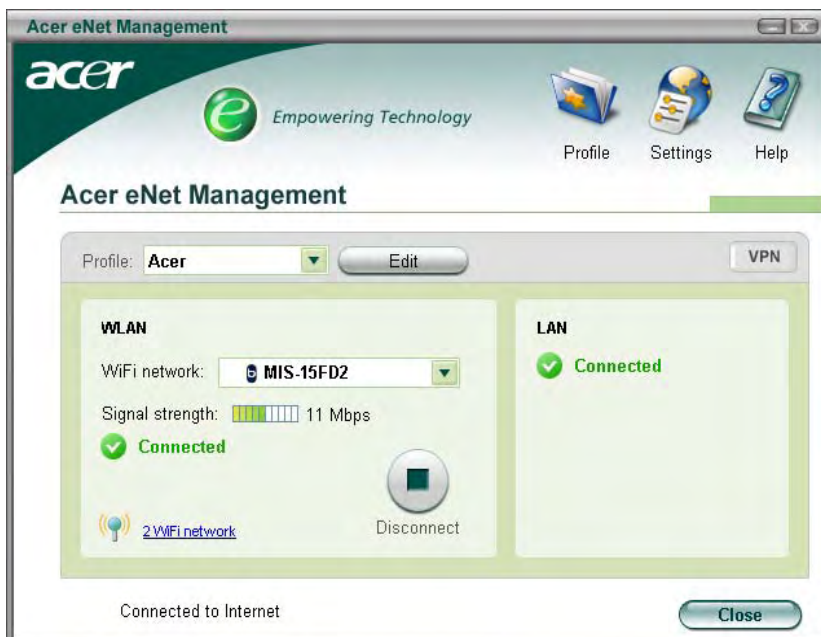 Acer eNet Management
acer
e Empowering Technology
Profile Settings Help
Acer eNet Management
Profile: Acer Edit VPN
WLAN
WiFi network: b MIS-15FD2
Signal strength: 11 Mbps
Connected
2 WiFi network
Disconnect
LAN
Connected
Connected to Internet
Close